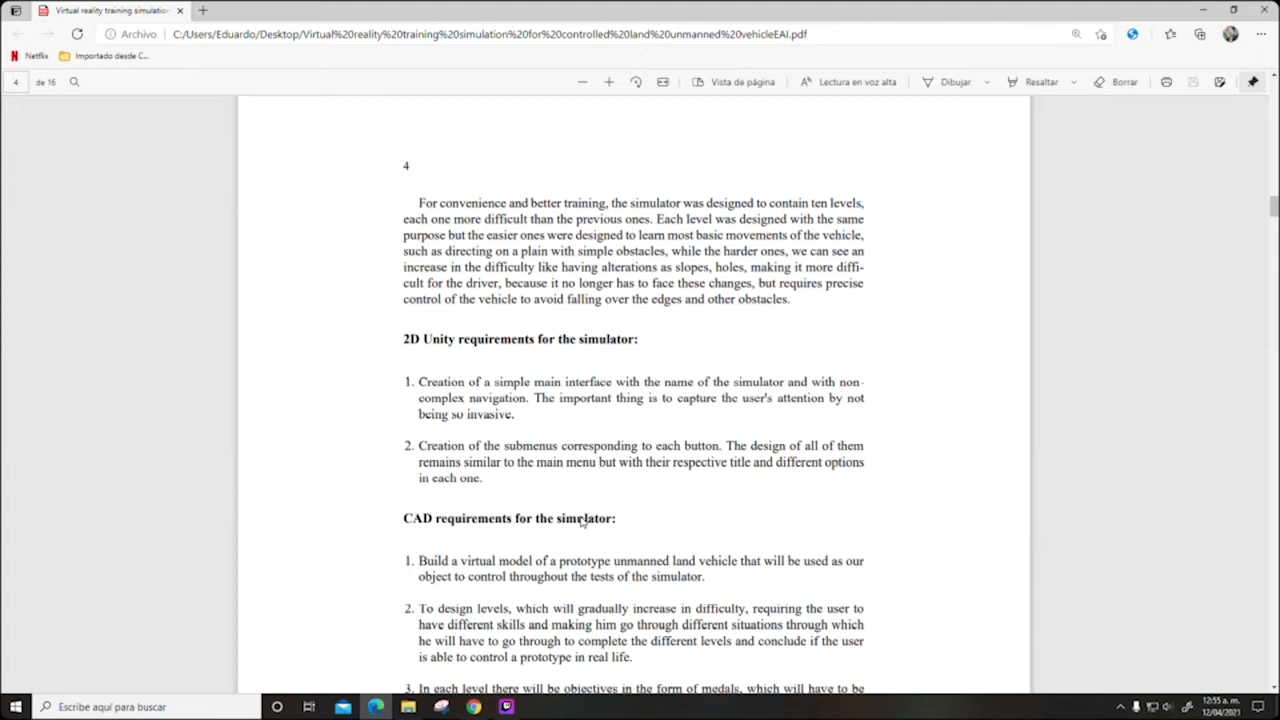 Virtual reality training simulatio
Archivo
C:/Users/Eduardo/Desktop/Virtual%20reality%20training%20simulation%20for%20controlled%20land%20unmanned%20vehicleEAI.pdf
Netflix
Importado desde C...
4 de 16
Vista de página
Lectura en voz alta
Dibujar
Resaltar
Borrar
4
For convenience and better training, the simulator was designed to contain ten levels,
each one more difficult than the previous ones. Each level was designed with the same
purpose but the easier ones were designed to learn most basic movements of the vehicle,
such as directing on a plain with simple obstacles, while the harder ones, we can see an
increase in the difficulty like having alterations as slopes, holes, making it more diffi-
cult for the driver, because it no longer has to face these changes, but requires precise
control of the vehicle to avoid falling over the edges and other obstacles.
2D Unity requirements for the simulator:
1. Creation of a simple main interface with the name of the simulator and with non-
complex navigation. The important thing is to capture the user's attention by not
being so invasive.
2. Creation of the submenus corresponding to each button. The design of all of them
remains similar to the main menu but with their respective title and different options
in each one.
CAD requirements for the simulator:
1. Build a virtual model of a prototype unmanned land vehicle that will be used as our
object to control throughout the tests of the simulator.
2. To design levels, which will gradually increase in difficulty, requiring the user to
have different skills and making him go through different situations through which
he will have to go through to complete the different levels and conclude if the user
is able to control a prototype in real life.
3. In each level there will be objectives in the form of medals, which will have to be
Escribe aquí para buscar
12:55 a. m.
12/04/2021